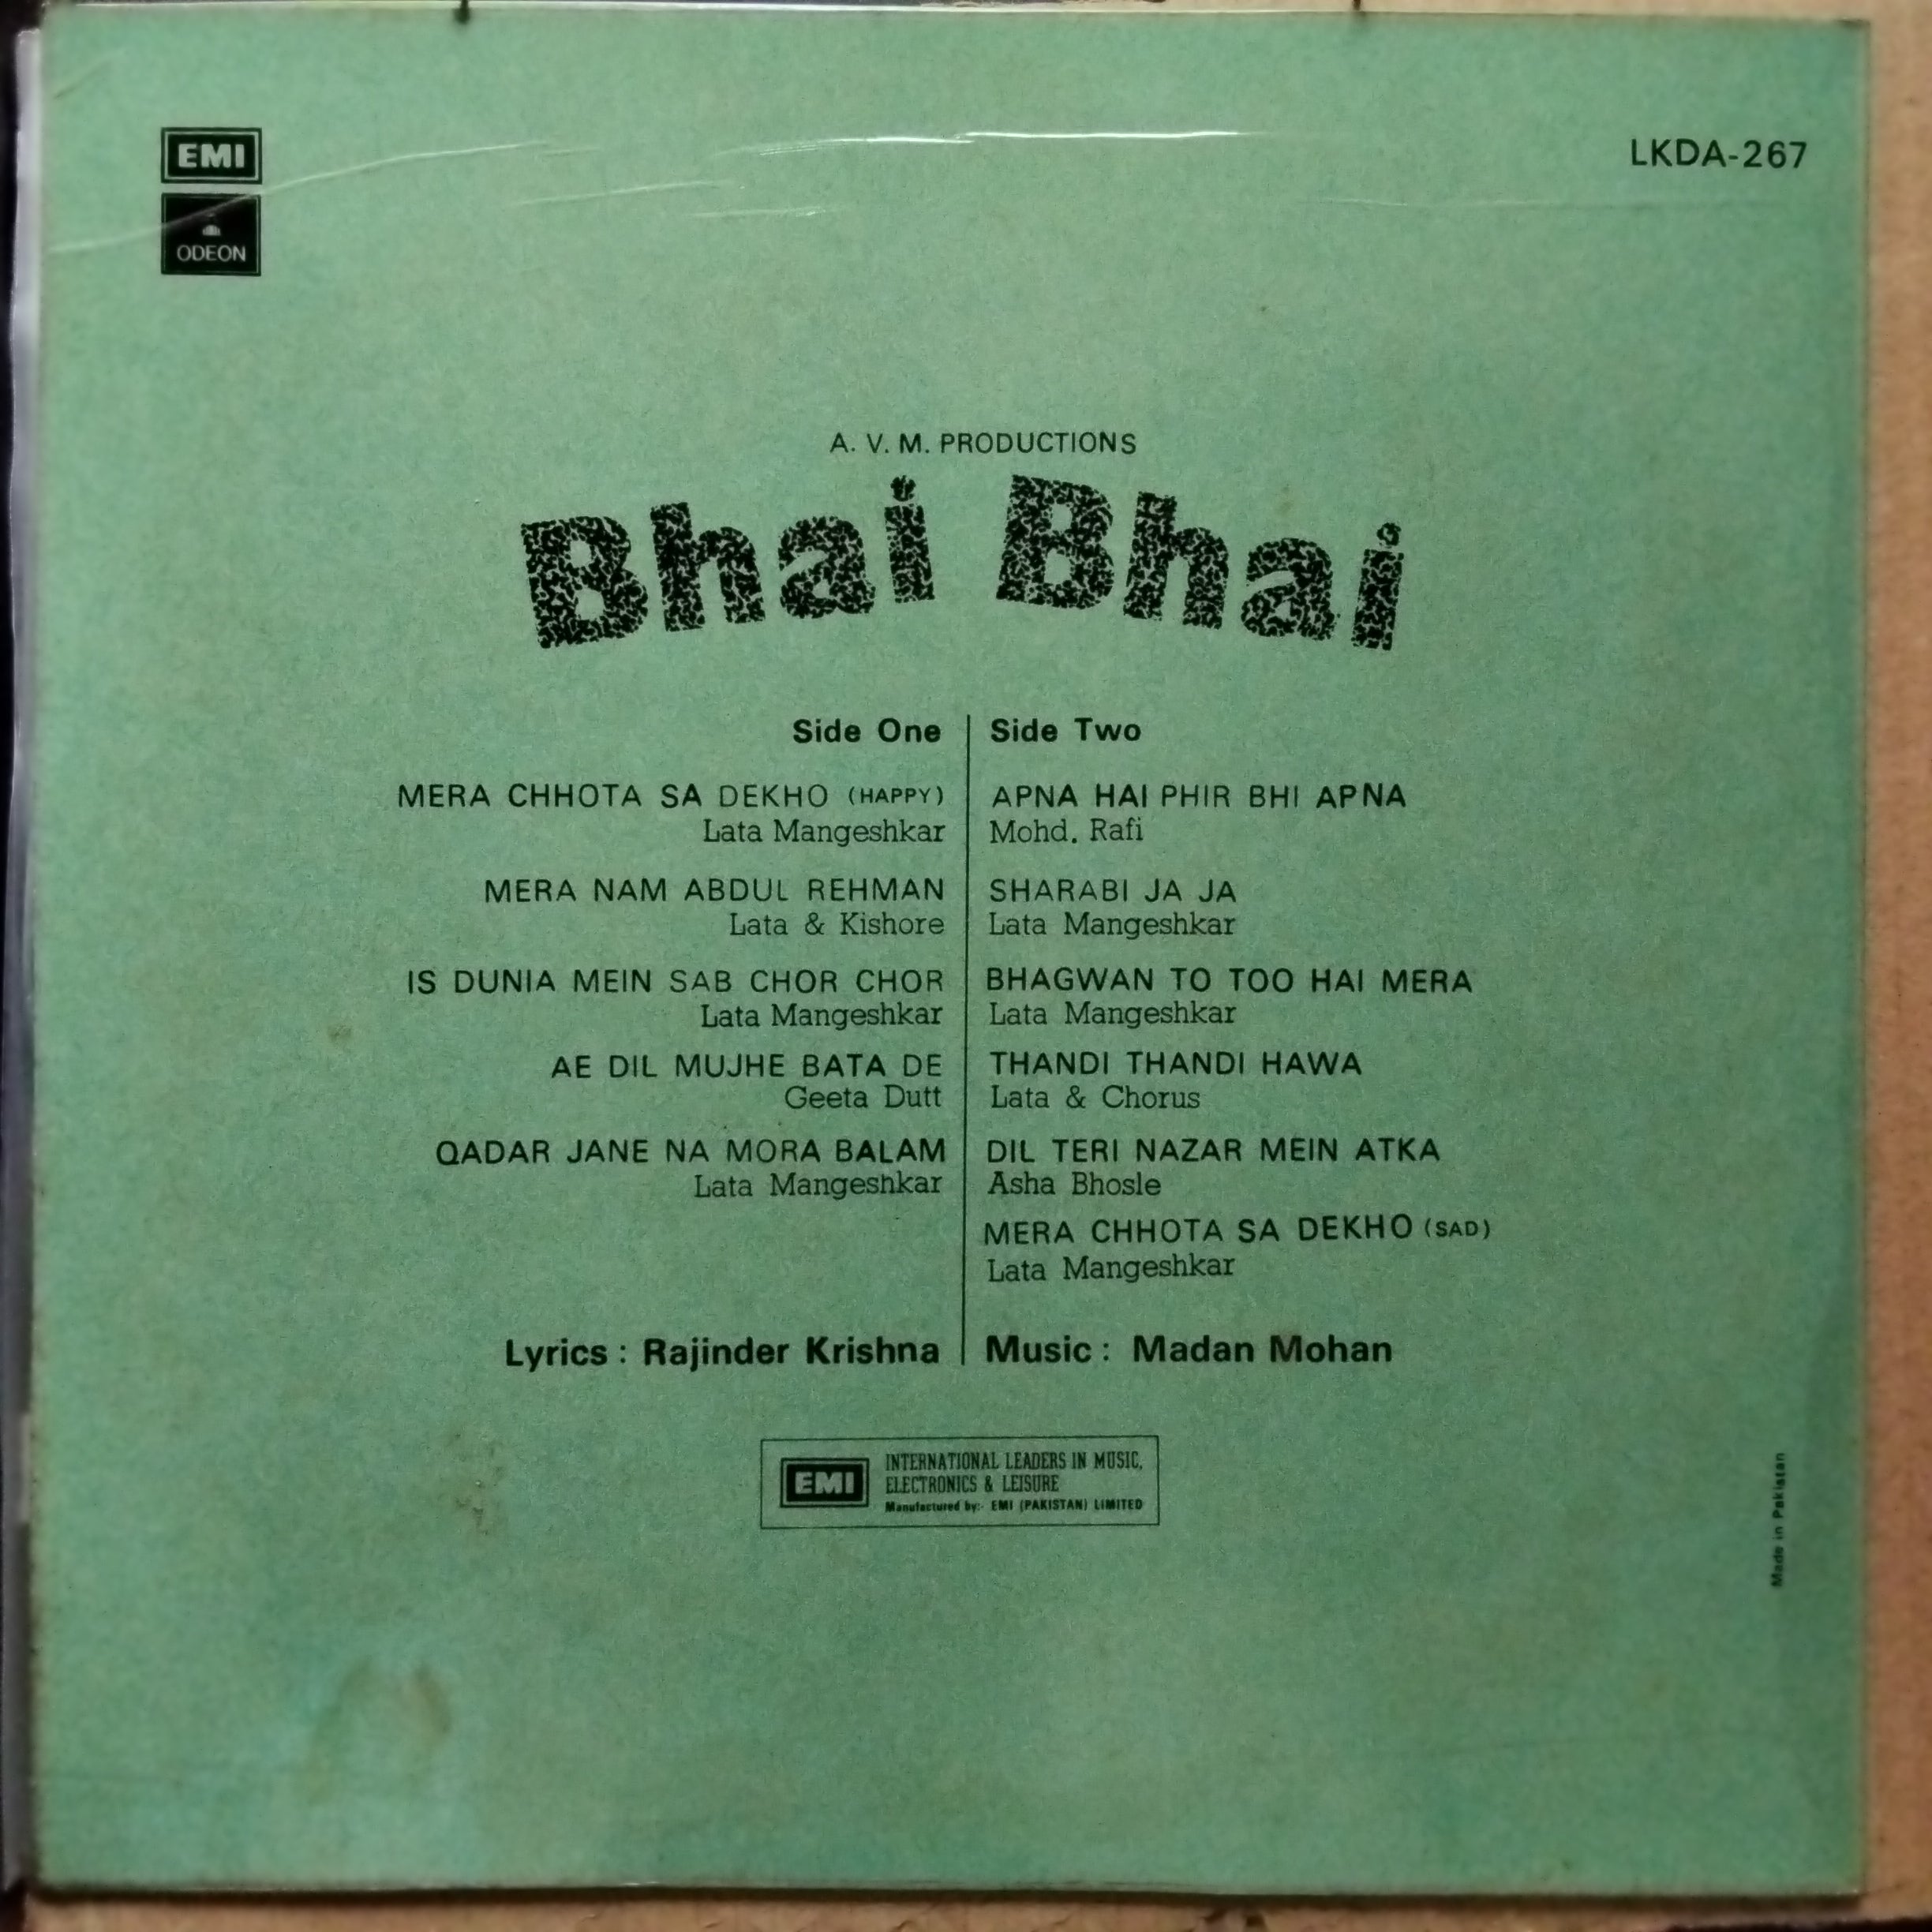 EMI
ODEON
LKDA-267
A. V. M. PRODUCTIONS
Bhai Bhai
Side One
MERA CHHOTA SA DEKHO (HAPPY)
Lata Mangeshkar
MERA NAM ABDUL REHMAN
Lata & Kishore
IS DUNIA MEIN SAB CHOR CHOR
Lata Mangeshkar
AE DIL MUJHE BATA DE
Geeta Dutt
QADAR JANE NA MORA BALAM
Lata Mangeshkar
Lyrics : Rajinder Krishna
Side Two
APNA HAI PHIR BHI APNA
Mohd. Rafi
SHARABI JA JA
Lata Mangeshkar
BHAGWAN TO TOO HAI MERA
Lata Mangeshkar
THANDI THANDI HAWA
Lata & Chorus
DIL TERI NAZAR MEIN ATKA
Asha Bhosle
MERA CHHOTA SA DEKHO (SAD)
Lata Mangeshkar
Music : Madan Mohan
EMI
INTERNATIONAL LEADERS IN MUSIC,
ELECTRONICS & LEISURE
Manufactured by:- EMI (PAKISTAN) LIMITED
Made in Pakistan